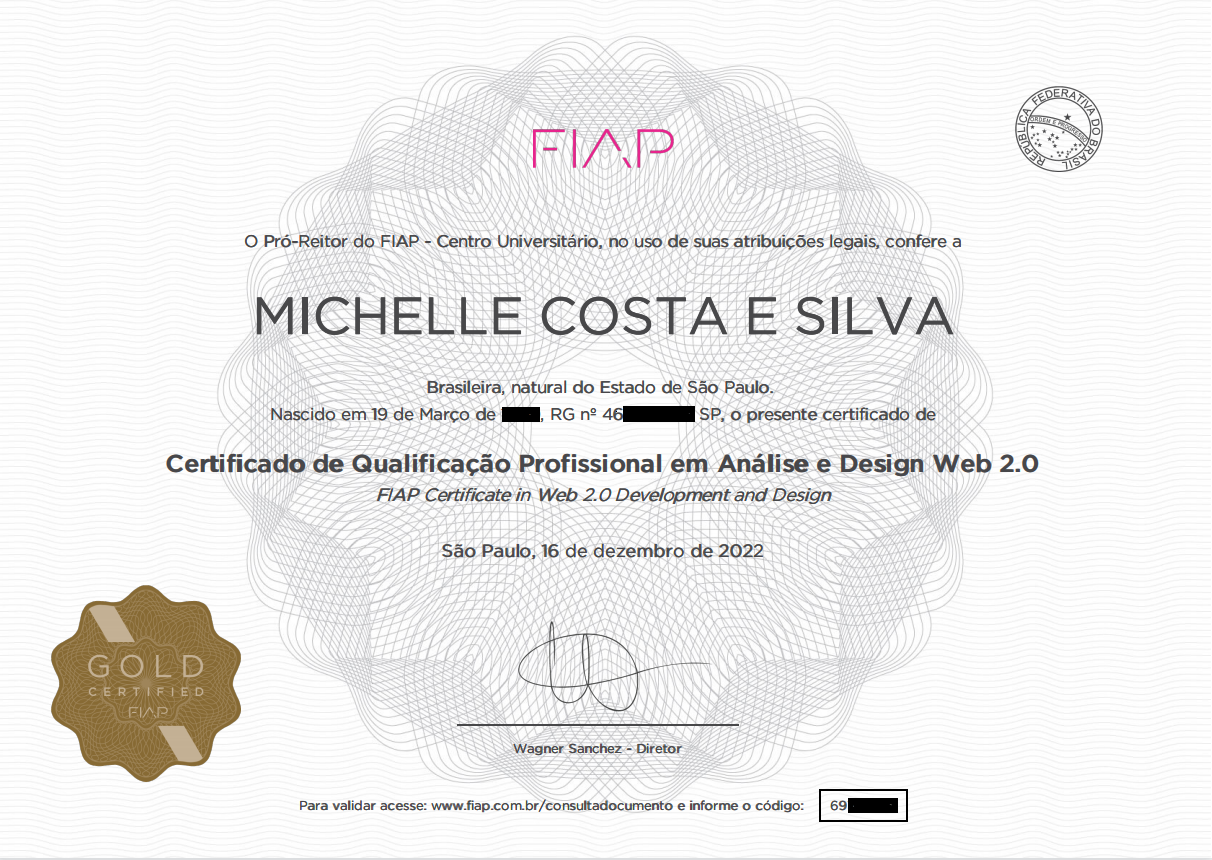 FIAP
REPÚBLICA FEDERATIVA DO BRASIL
ORDEM E PROGRESSO
O Pró-Reitor do FIAP - Centro Universitário, no uso de suas atribuições legais, confere a
MICHELLE COSTA E SILVA
Brasileira, natural do Estado de São Paulo.
Nascido em 19 de Março de , RG nº 46 SP, o presente certificado de
Certificado de Qualificação Profissional em Análise e Design Web 2.0
FIAP Certificate in Web 2.0 Development and Design
São Paulo, 16 de dezembro de 2022
GOLD
CERTIFIED
FIAP
Wagner Sanchez - Diretor
Para validar acesse: www.fiap.com.br/consultadocumento e informe o código: 69